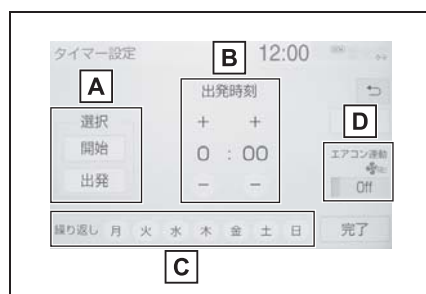 タイマー設定
B
12:00
A
出発時刻
選択
+ +
D
開始
0 : 00
エアコン連動
出発
− −
Off
繰り返し 月 火 水 木 金 土 日
完了
C